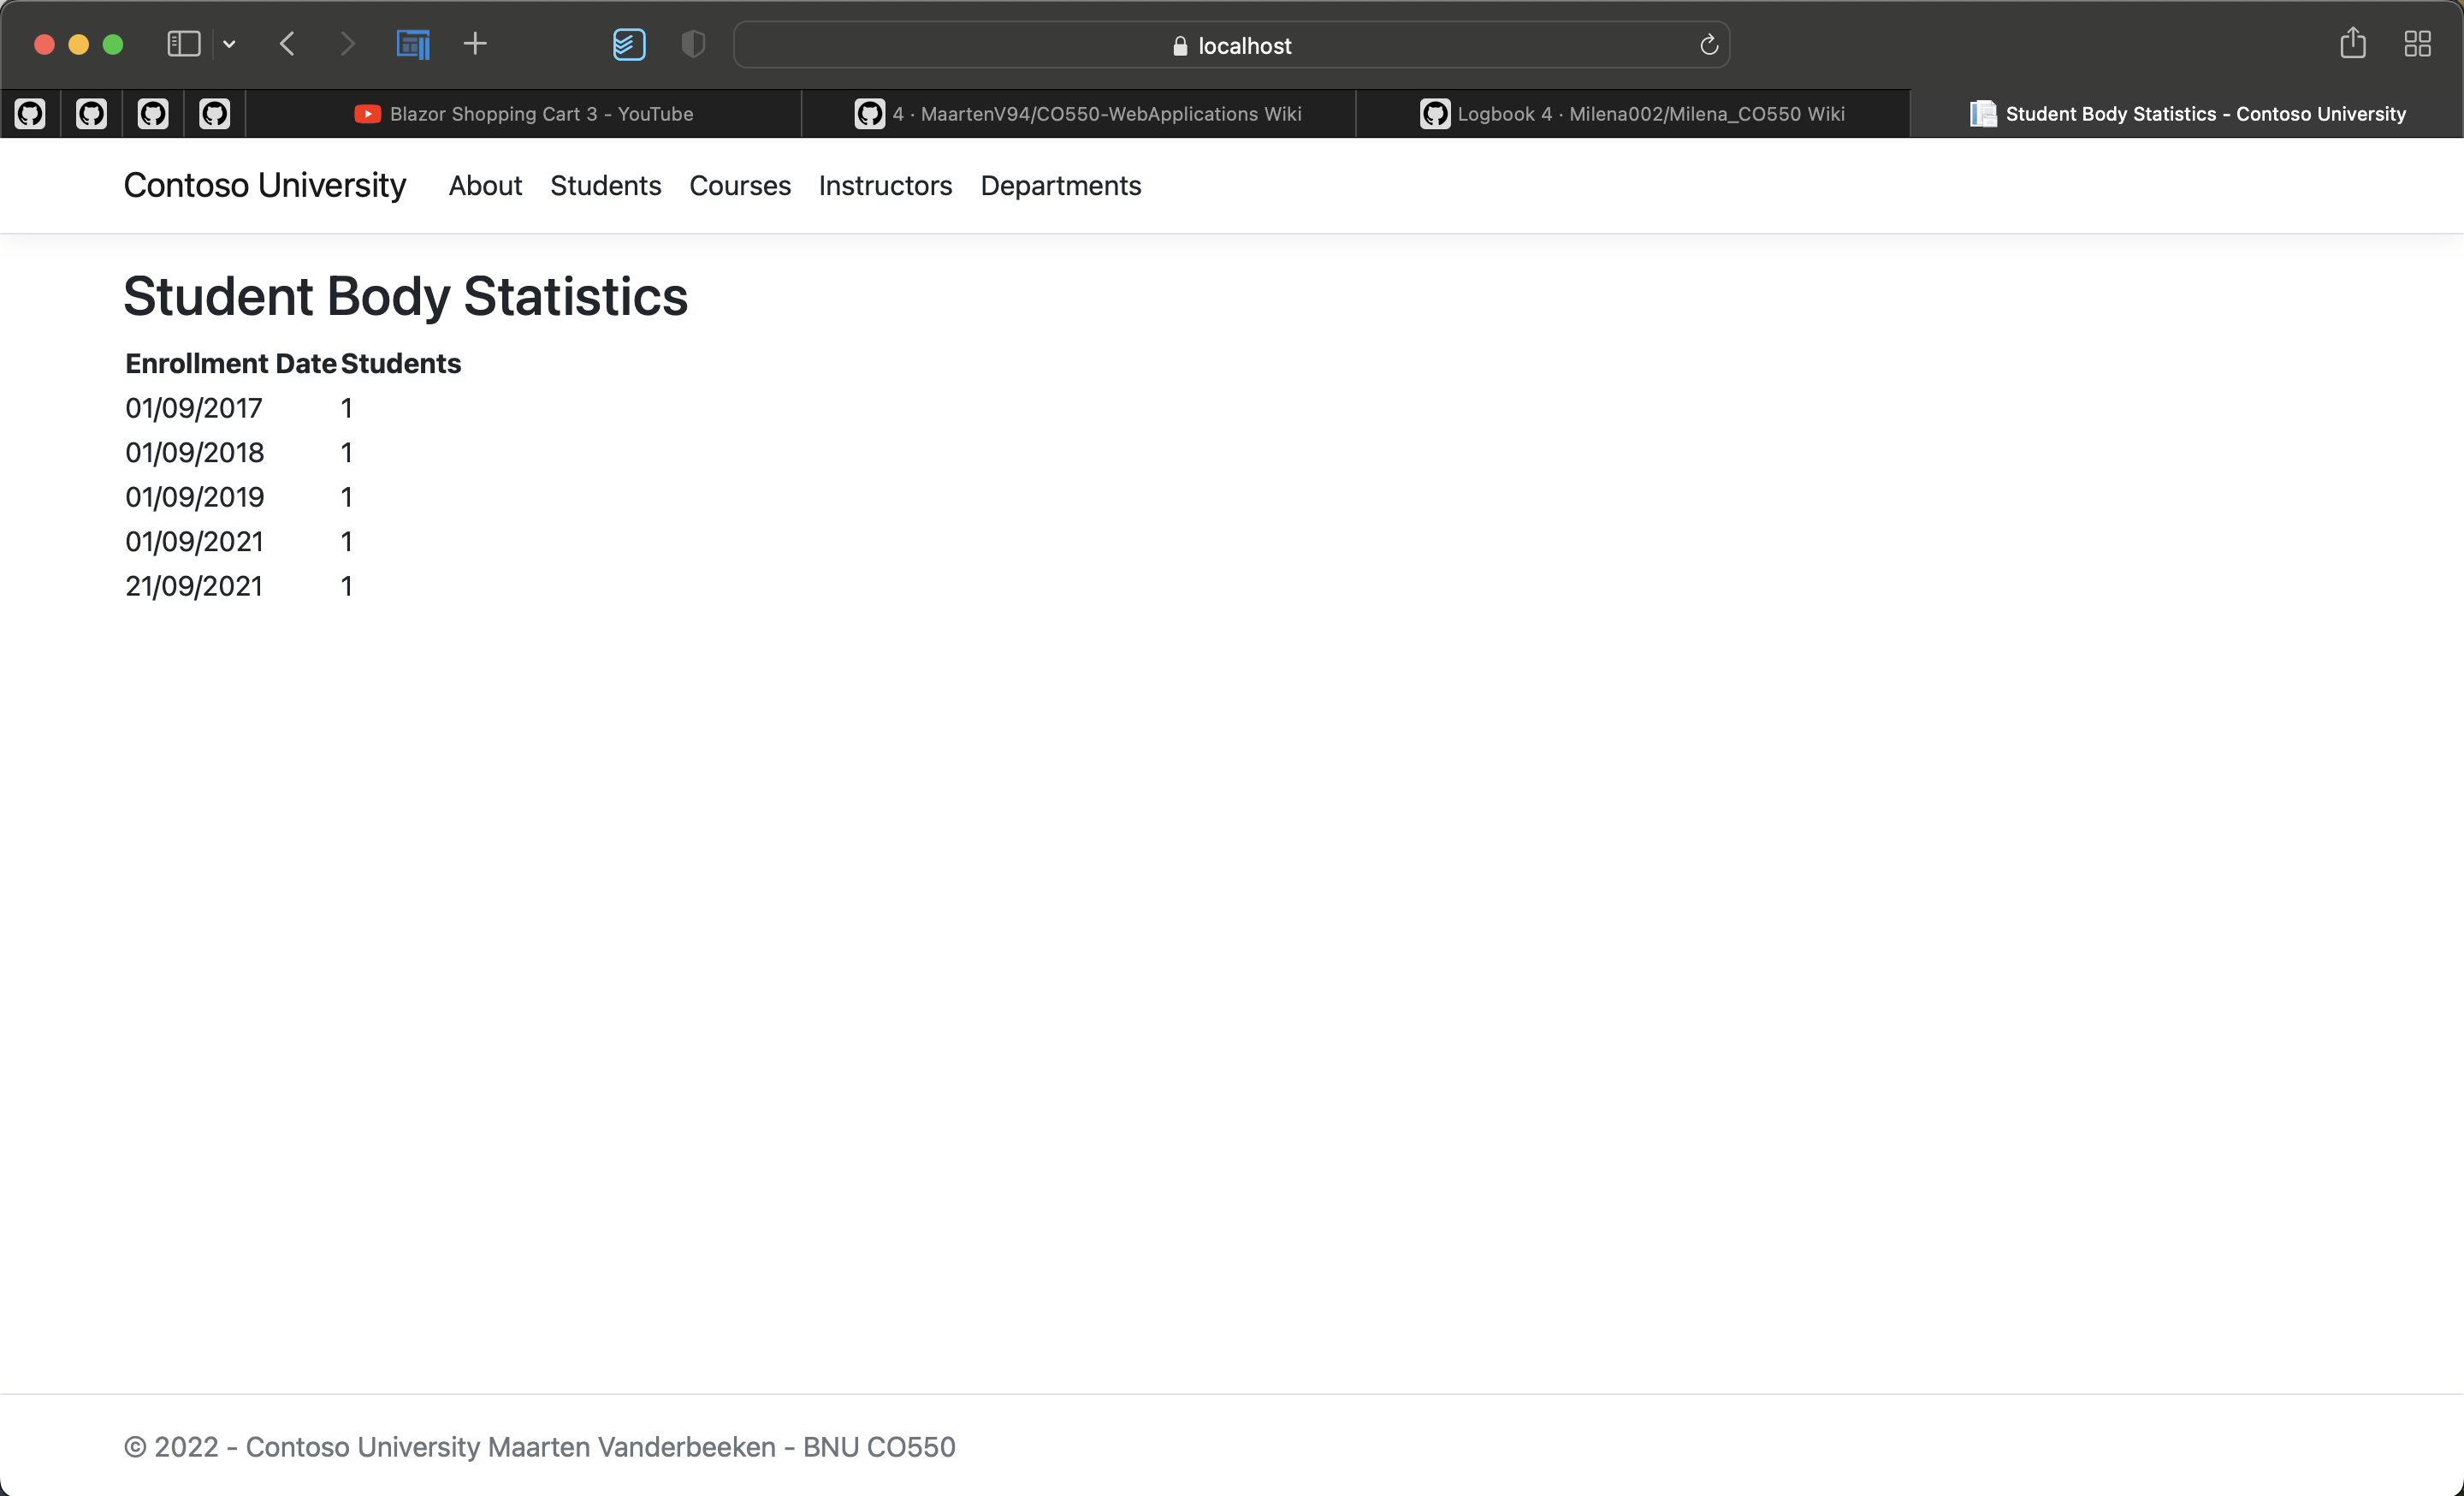 localhost
Blazor Shopping Cart 3 - YouTube
4 · MaartenV94/CO550-WebApplications Wiki
Logbook 4 · Milena002/Milena_CO550 Wiki
Student Body Statistics - Contoso University
Contoso University About Students Courses Instructors Departments
Student Body Statistics
Enrollment Date Students
01/09/2017 1
01/09/2018 1
01/09/2019 1
01/09/2021 1
21/09/2021 1
© 2022 - Contoso University Maarten Vanderbeeken - BNU CO550